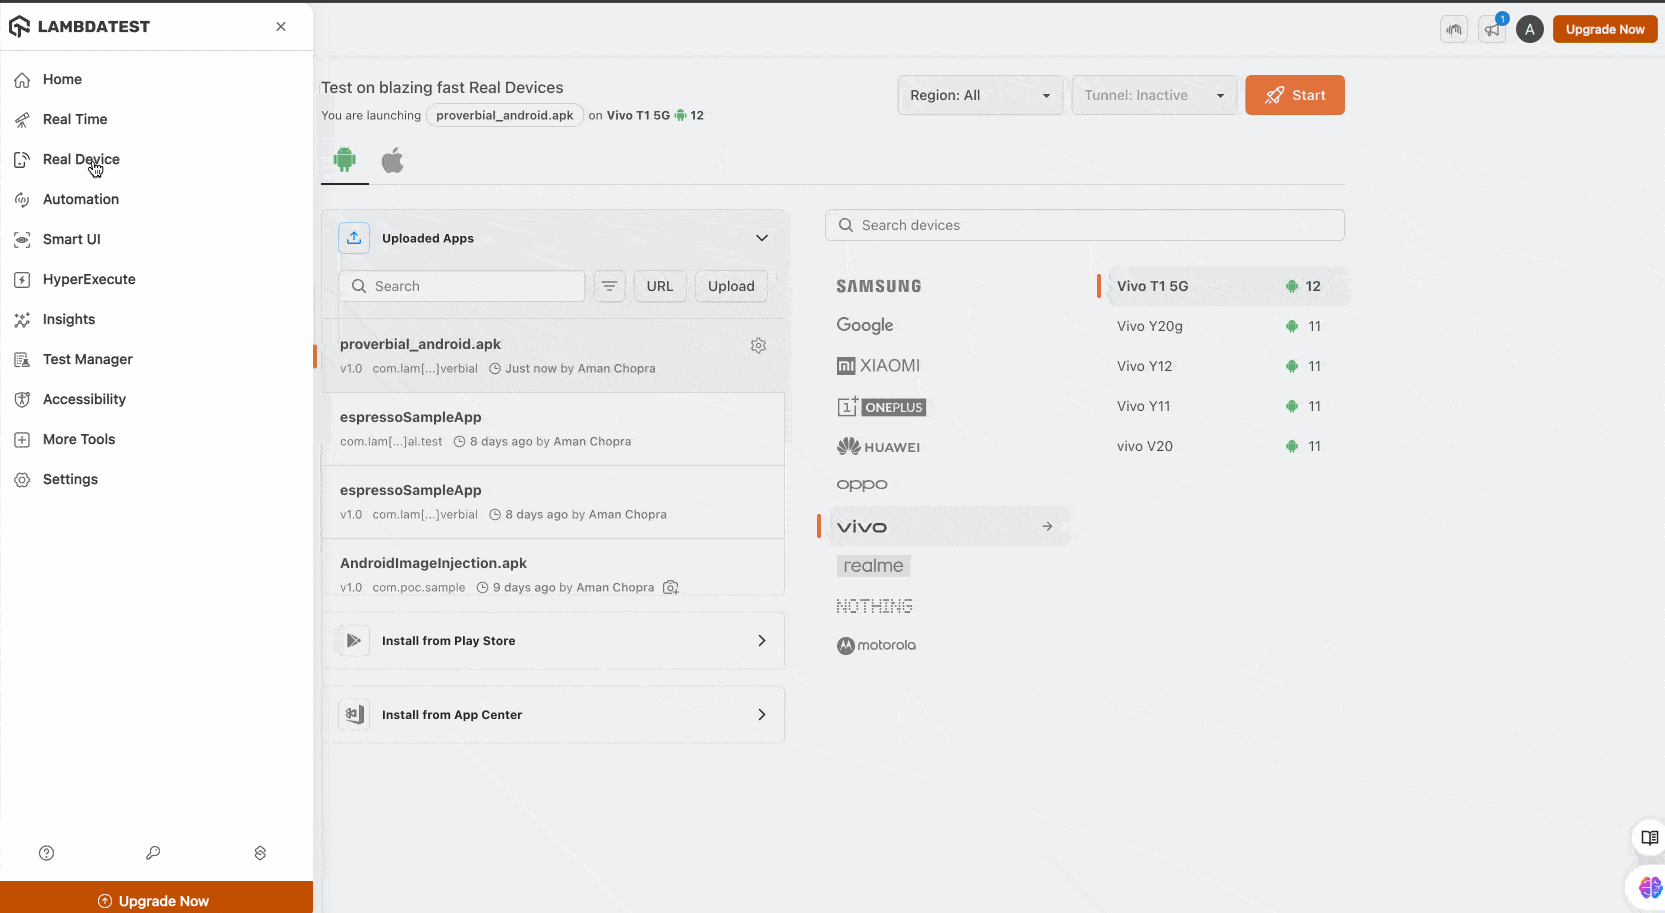 LAMBDATEST
Home
Real Time
Real Device
Automation
Smart UI
HyperExecute
Insights
Test Manager
Accessibility
More Tools
Settings
Upgrade Now
1
A
Upgrade Now
Test on blazing fast Real Devices
You are launching proverbial_android.apk on Vivo T1 5G 12
Region: All
Tunnel: Inactive
Start
Uploaded Apps
Search
URL
Upload
proverbial_android.apk
v1.0 com.lam[...]verbial Just now by Aman Chopra
espressoSampleApp
com.lam[...]al.test 8 days ago by Aman Chopra
espressoSampleApp
v1.0 com.lam[...]verbial 8 days ago by Aman Chopra
AndroidImageInjection.apk
v1.0 com.poc.sample 9 days ago by Aman Chopra
Install from Play Store
Install from App Center
Search devices
SAMSUNG
Google
mi XIAOMI
1+ ONEPLUS
HUAWEI
oppo
vivo
realme
NOTHING
motorola
Vivo T1 5G 12
Vivo Y20g 11
Vivo Y12 11
Vivo Y11 11
vivo V20 11